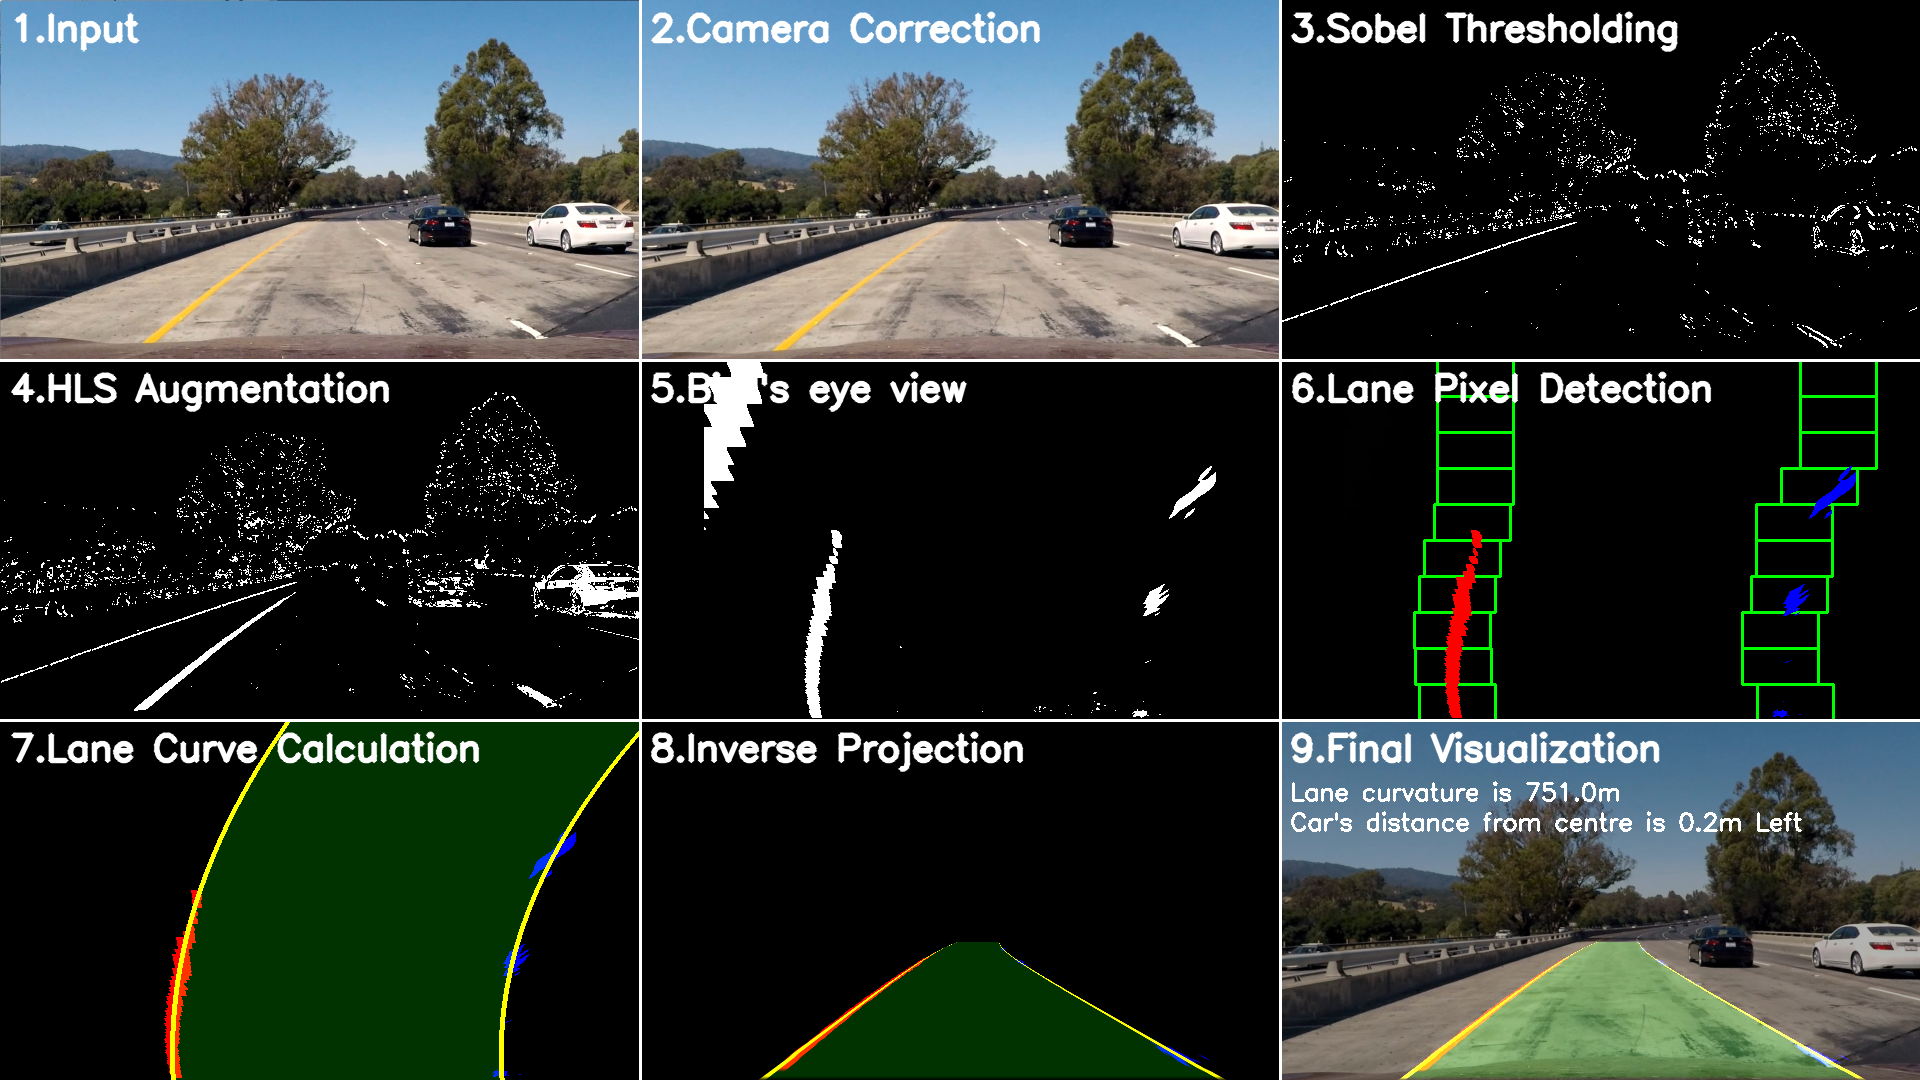 1.Input
2.Camera Correction
3.Sobel Thresholding
4.HLS Augmentation
5.Bird's eye view
6.Lane Pixel Detection
7.Lane Curve Calculation
8.Inverse Projection
9.Final Visualization
Lane curvature is 751.0m
Car's distance from centre is 0.2m Left